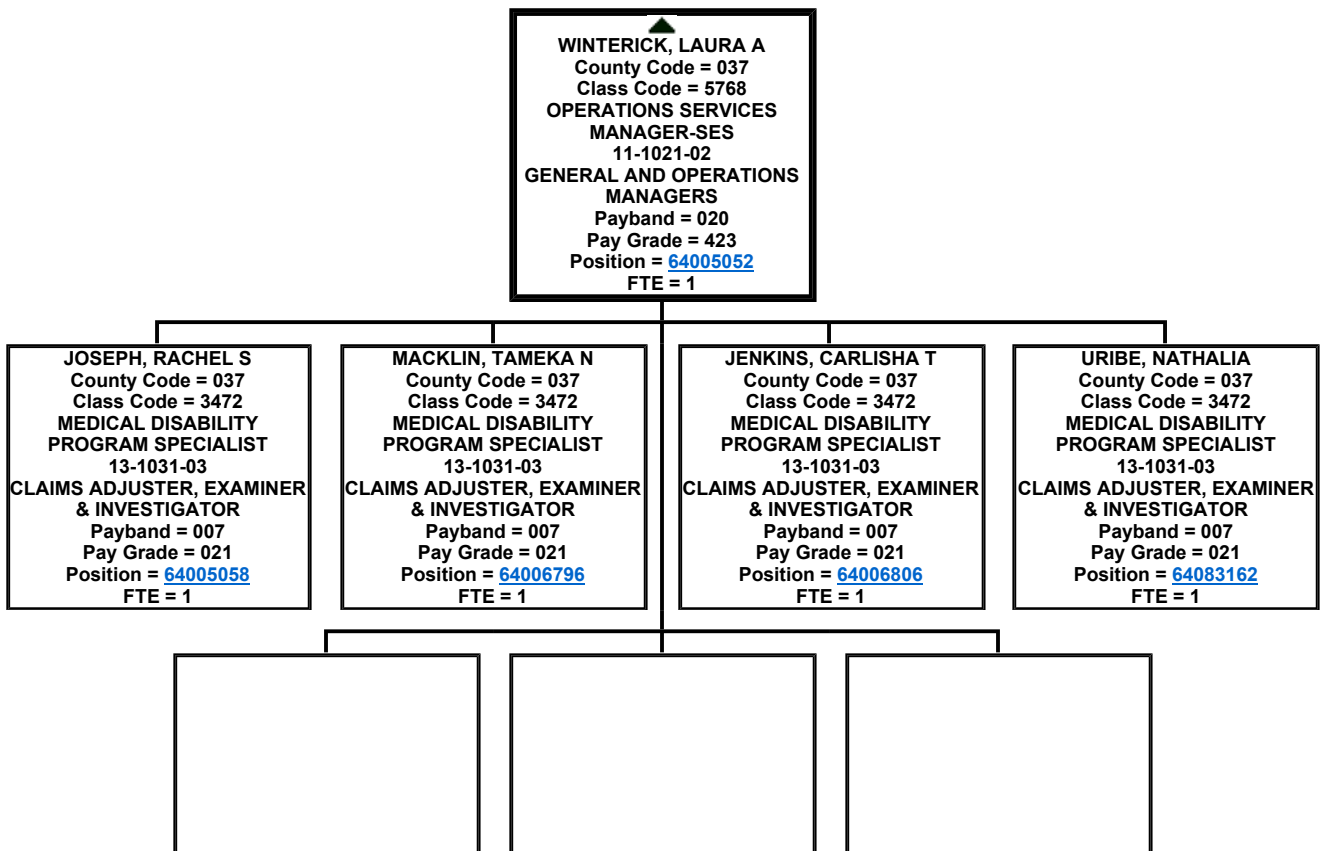 WINTERICK, LAURA A
County Code = 037
Class Code = 5768
OPERATIONS SERVICES
MANAGER-SES
11-1021-02
GENERAL AND OPERATIONS
MANAGERS
Payband = 020
Pay Grade = 423
Position = 64005052
FTE = 1
JOSEPH, RACHEL S
County Code = 037
Class Code = 3472
MEDICAL DISABILITY
PROGRAM SPECIALIST
13-1031-03
CLAIMS ADJUSTER, EXAMINER
& INVESTIGATOR
Payband = 007
Pay Grade = 021
Position = 64005058
FTE = 1
MACKLIN, TAMEKA N
County Code = 037
Class Code = 3472
MEDICAL DISABILITY
PROGRAM SPECIALIST
13-1031-03
CLAIMS ADJUSTER, EXAMINER
& INVESTIGATOR
Payband = 007
Pay Grade = 021
Position = 64006796
FTE = 1
JENKINS, CARLISHA T
County Code = 037
Class Code = 3472
MEDICAL DISABILITY
PROGRAM SPECIALIST
13-1031-03
CLAIMS ADJUSTER, EXAMINER
& INVESTIGATOR
Payband = 007
Pay Grade = 021
Position = 64006806
FTE = 1
URIBE, NATHALIA
County Code = 037
Class Code = 3472
MEDICAL DISABILITY
PROGRAM SPECIALIST
13-1031-03
CLAIMS ADJUSTER, EXAMINER
& INVESTIGATOR
Payband = 007
Pay Grade = 021
Position = 64083162
FTE = 1